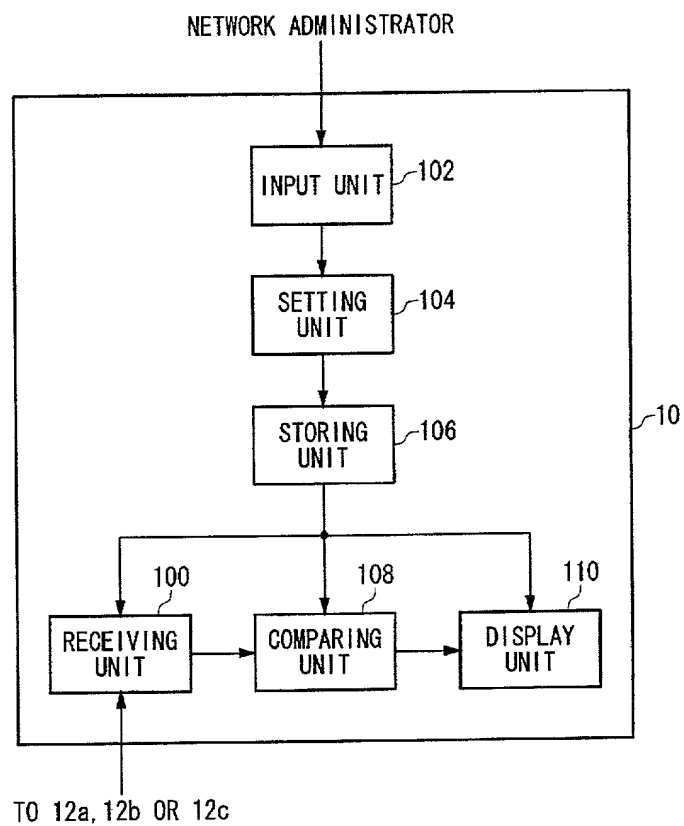 NETWORK ADMINISTRATOR
INPUT UNIT
102
SETTING
UNIT
104
STORING
UNIT
106
10
100
108
110
RECEIVING
UNIT
COMPARING
UNIT
DISPLAY
UNIT
TO 12a, 12b OR 12c